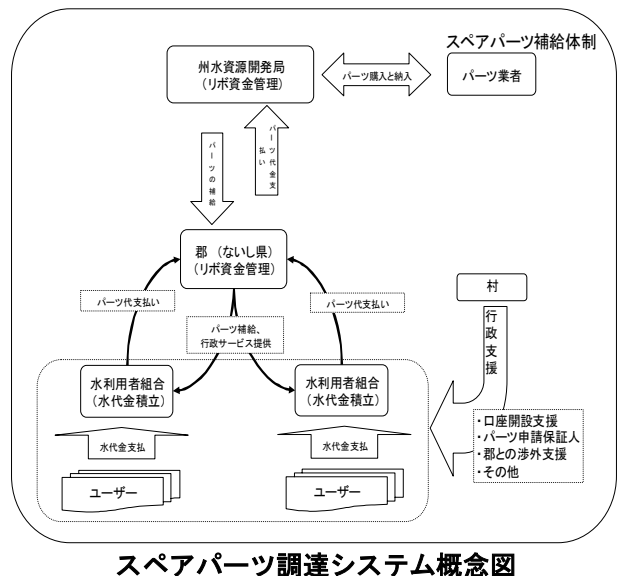 スペアパーツ補給体制
州水資源開発局
（リボ資金管理）
パーツ購入と納入
パーツ業者
パーツの補給
パーツ代金支
払い
郡 （ないし県）
（リボ資金管理）
村
パーツ代支払い
パーツ代支払い
行政支援
パーツ補給、
行政サービス提供
水利用者組合
（水代金積立）
水利用者組合
（水代金積立）
・口座開設支援
・パーツ申請保証人
・郡との渉外支援
・その他
水代金支払
水代金支払
ユーザー
ユーザー
スペアパーツ調達システム概念図